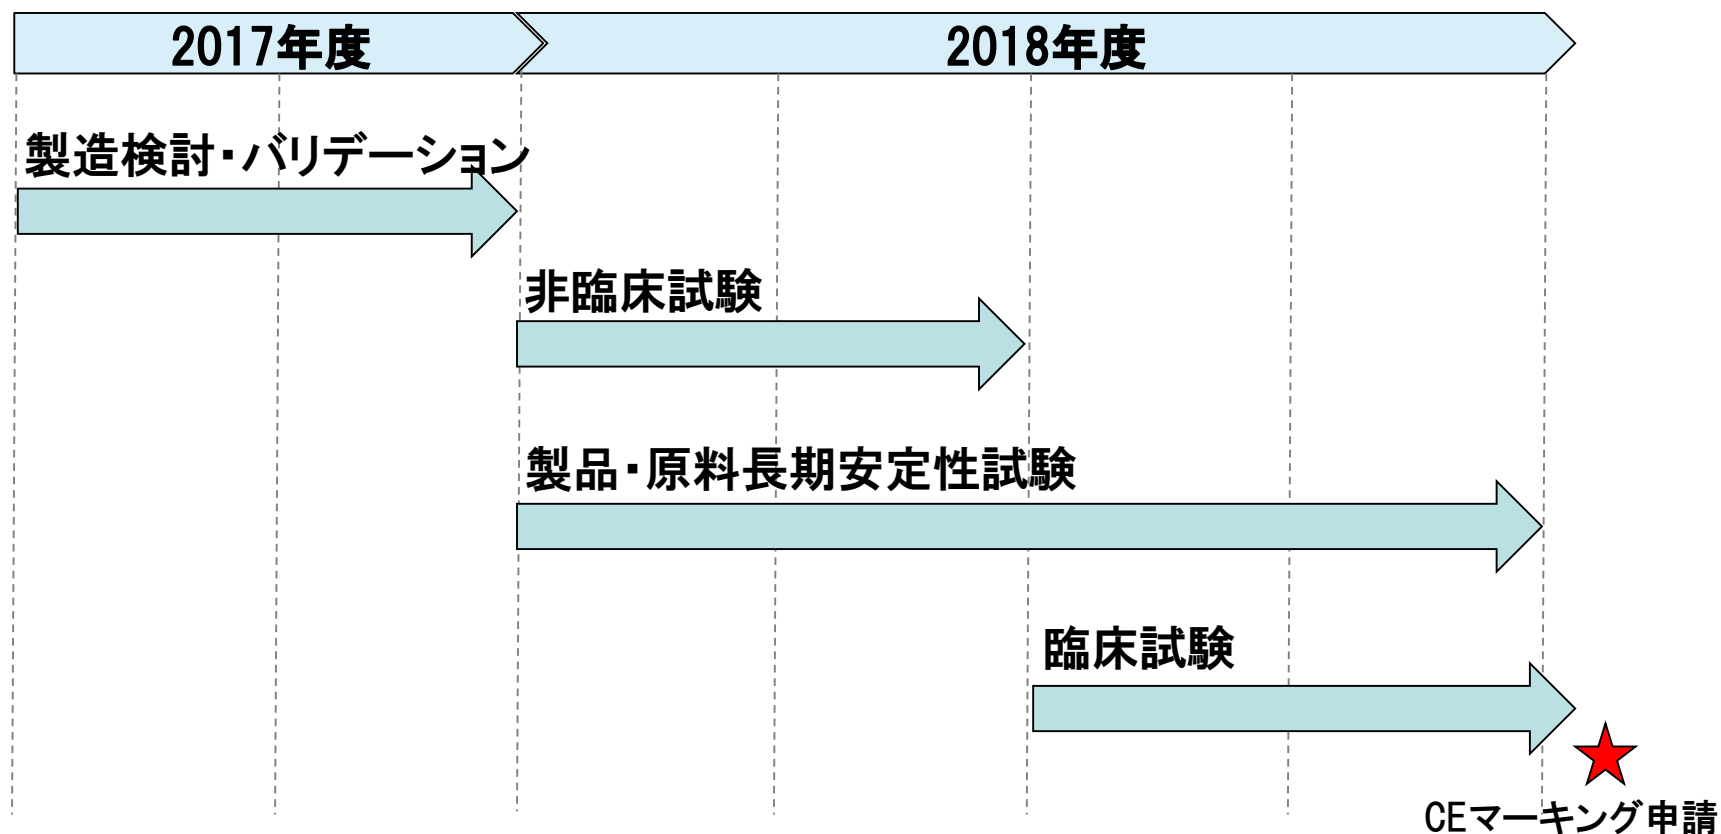 2017年度
2018年度
製造検討・バリデーション
非臨床試験
製品・原料長期安定性試験
臨床試験
CEマーキング申請